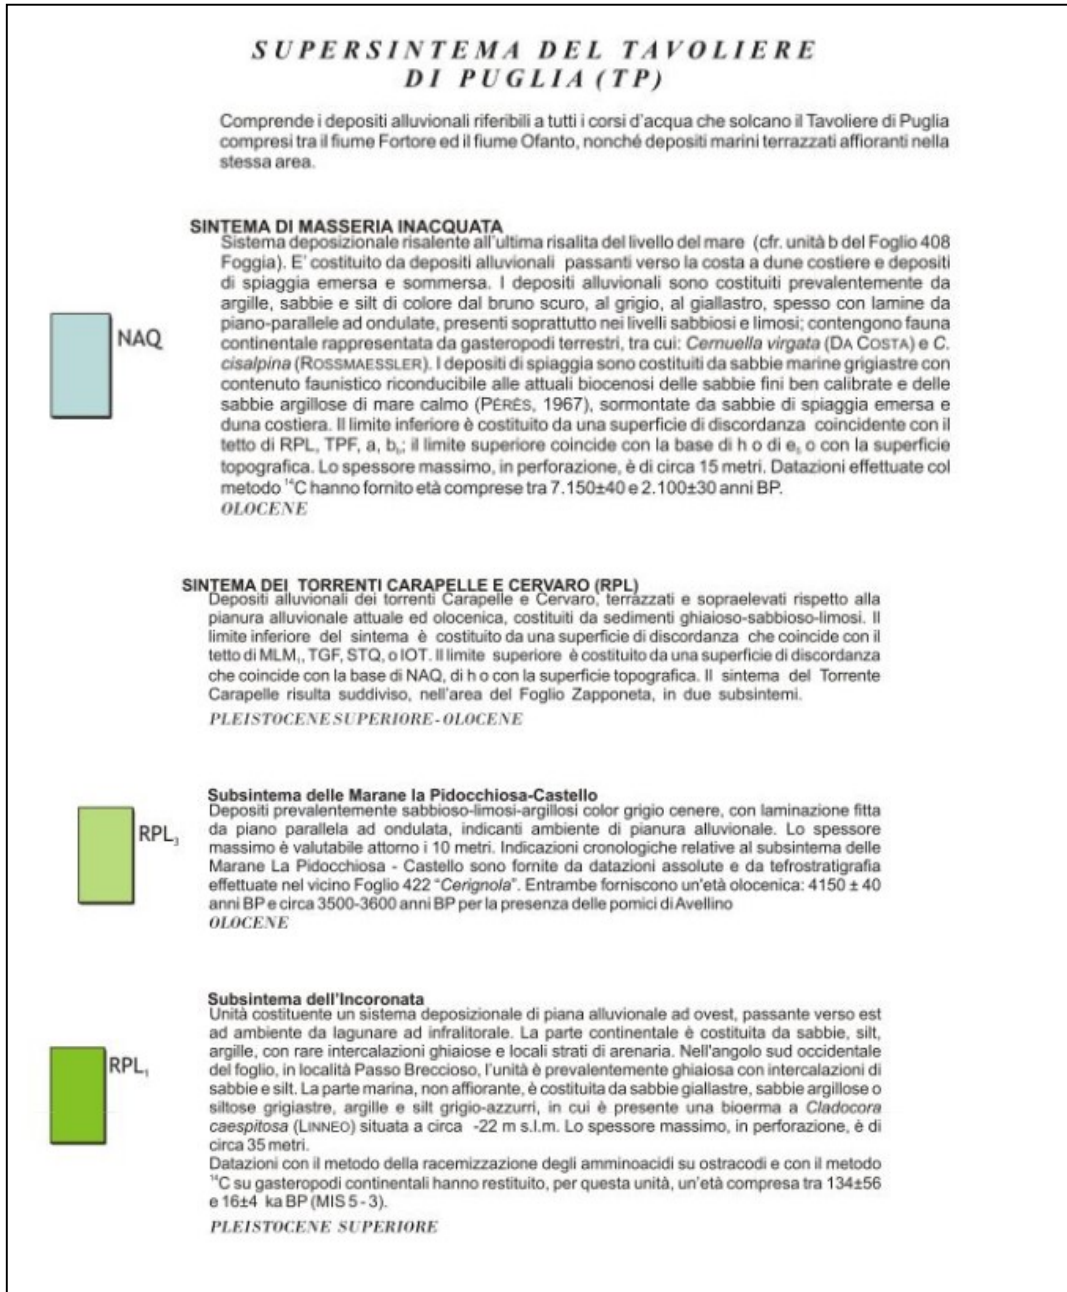 SUPERSINTEMA DEL TAVOLIERE
DI PUGLIA (TP)
Comprende i depositi alluvionali riferibili a tutti i corsi d'acqua che solcano il Tavoliere di Puglia
compresi tra il fiume Fortore ed il fiume Ofanto, nonché depositi marini terrazzati affioranti nella
stessa area.
SINTEMA DI MASSERIA INACQUATA
Sistema deposizionale risalente all'ultima risalita del livello del mare (cfr. unità b del Foglio 408
Foggia). E' costituito da depositi alluvionali passanti verso la costa a dune costiere e depositi
di spiaggia emersa e sommersa. I depositi alluvionali sono costituiti prevalentemente da
argille, sabbie e silt di colore dal bruno scuro, al grigio, al giallastro, spesso con lamine da
piano-parallele ad ondulate, presenti soprattutto nei livelli sabbiosi e limosi; contengono fauna
NAQ
continentale rappresentata da gasteropodi terrestri, tra cui: Cernuella virgata (DA COSTA) e C.
cisalpina (ROSSMAESSLER). I depositi di spiaggia sono costituiti da sabbie marine grigiastre con
contenuto faunistico riconducibile alle attuali biocenosi delle sabbie fini ben calibrate e delle
sabbie argillose di mare calmo (PÉRÈS, 1967), sormontate da sabbie di spiaggia emersa e
duna costiera. Il limite inferiore è costituito da una superficie di discordanza coincidente con il
tetto di RPL, TPF, a, b; il limite superiore coincide con la base di h o di e o con la superficie
topografica. Lo spessore massimo, in perforazione, è di circa 15 metri. Datazioni effettuate col
metodo ¹⁴C hanno fornito età comprese tra 7.150±40 e 2.100±30 anni BP.
OLOCENE
SINTEMA DEI TORRENTI CARAPELLE E CERVARO (RPL)
Depositi alluvionali dei torrenti Carapelle e Cervaro, terrazzati e sopraelevati rispetto alla
pianura alluvionale attuale ed olocenica, costituiti da sedimenti ghiaioso-sabbioso-limosi. Il
limite inferiore del sintema è costituito da una superficie di discordanza che coincide con il
tetto di MLM₁, TGF, STQ, o IOT. Il limite superiore è costituito da una superficie di discordanza
che coincide con la base di NAQ, di h o con la superficie topografica. Il sintema del Torrente
Carapelle risulta suddiviso, nell'area del Foglio Zapponeta, in due subsintemi.
PLEISTOCENE SUPERIORE - OLOCENE
Subsintema delle Marane la Pidocchiosa-Castello
Depositi prevalentemente sabbioso-limosi-argillosi color grigio cenere, con laminazione fitta
da piano parallela ad ondulata, indicanti ambiente di pianura alluvionale. Lo spessore
RPL₃
massimo è valutabile attorno i 10 metri. Indicazioni cronologiche relative al subsintema delle
Marane La Pidocchiosa - Castello sono fornite da datazioni assolute e da tefrostratigrafia
effettuate nel vicino Foglio 422 "Cerignola". Entrambe forniscono un'età olocenica: 4150 ± 40
anni BP e circa 3500-3600 anni BP per la presenza delle pomici di Avellino
OLOCENE
Subsintema dell'Incoronata
Unità costituente un sistema deposizionale di piana alluvionale ad ovest, passante verso est
ad ambiente da lagunare ad infralitorale. La parte continentale è costituita da sabbie, silt,
argille, con rare intercalazioni ghiaiose e locali strati di arenaria. Nell'angolo sud occidentale
RPL₁
del foglio, in località Passo Breccioso, l'unità è prevalentemente ghiaiosa con intercalazioni di
sabbie e silt. La parte marina, non affiorante, è costituita da sabbie giallastre, sabbie argillose o
siltose grigiastre, argille e silt grigio-azzurri, in cui è presente una bioerma a Cladocora
caespitosa (LINNEO) situata a circa -22 m s.l.m. Lo spessore massimo, in perforazione, è di
circa 35 metri.
Datazioni con il metodo della racemizzazione degli amminoacidi su ostracodi e con il metodo
¹⁴C su gasteropodi continentali hanno restituito, per questa unità, un'età compresa tra 134±56
e 16±4 ka BP (MIS 5 - 3).
PLEISTOCENE SUPERIORE